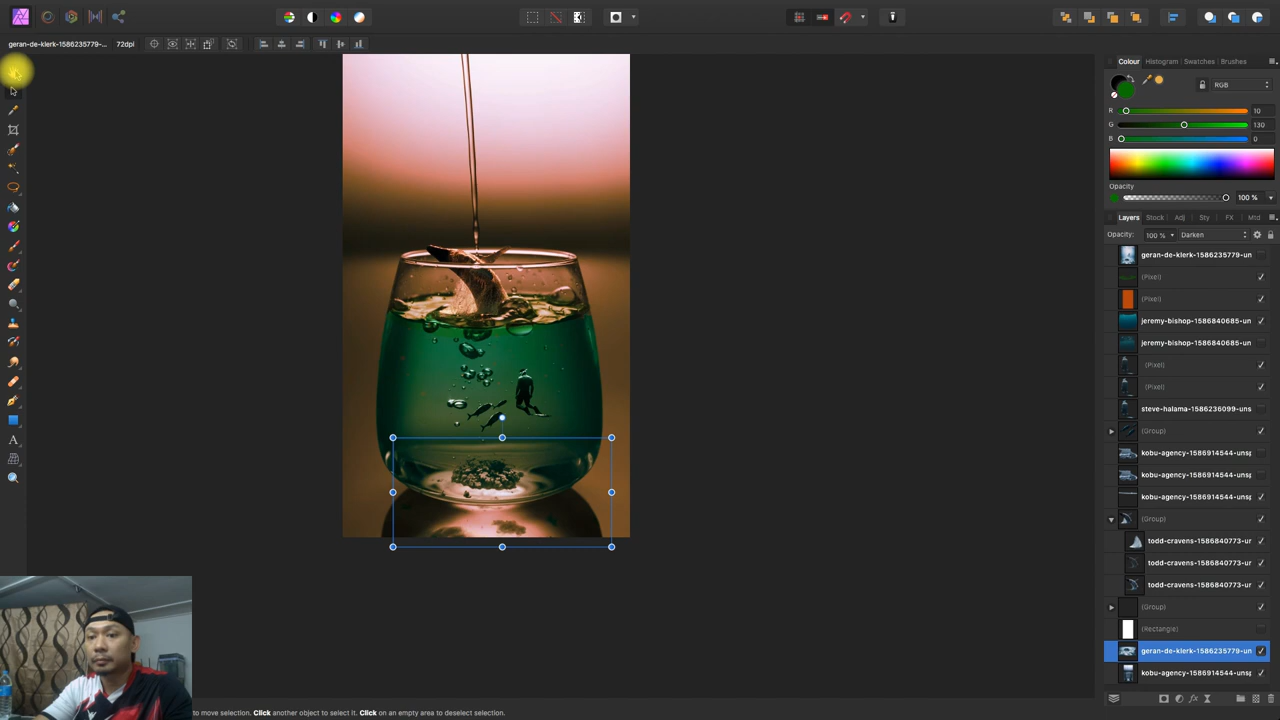 geran-de-klerk-1586235779-...
72dpi
Colour
Histogram
Swatches
Brushes
RGB
R
10
G
130
B
0
Opacity
100 %
Layers
Stock
Adj
Sty
FX
Mtd
Opacity:
100 %
Darken
geran-de-klerk-1586235779-un
(Pixel)
(Pixel)
jeremy-bishop-1586840685-un
jeremy-bishop-1586840685-un
(Pixel)
(Pixel)
steve-halama-1586236099-uns
(Group)
kobu-agency-1586914544-unsp
kobu-agency-1586914544-unsp
kobu-agency-1586914544-unsp
(Group)
todd-cravens-1586840773-ur
todd-cravens-1586840773-ur
todd-cravens-1586840773-ur
(Group)
(Rectangle)
geran-de-klerk-1586235779-un
kobu-agency-1586914544-unsp
to move selection. Click another object to select it. Click on an empty area to deselect selection.